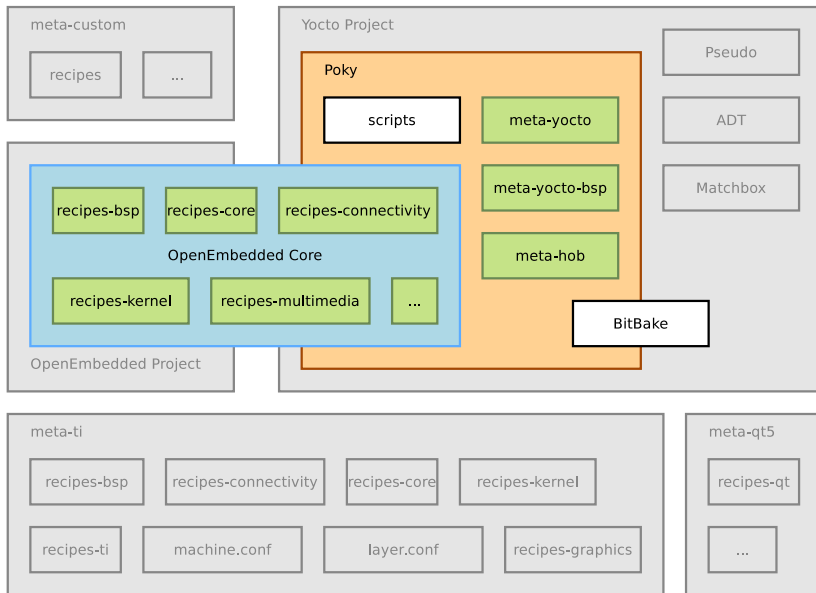 meta-custom
recipes
...
Yocto Project
Poky
scripts
meta-yocto
meta-yocto-bsp
meta-hob
BitBake
Pseudo
ADT
Matchbox
recipes-bsp
recipes-core
recipes-connectivity
OpenEmbedded Core
recipes-kernel
recipes-multimedia
...
OpenEmbedded Project
meta-ti
recipes-bsp
recipes-connectivity
recipes-core
recipes-kernel
recipes-ti
machine.conf
layer.conf
recipes-graphics
meta-qt5
recipes-qt
...